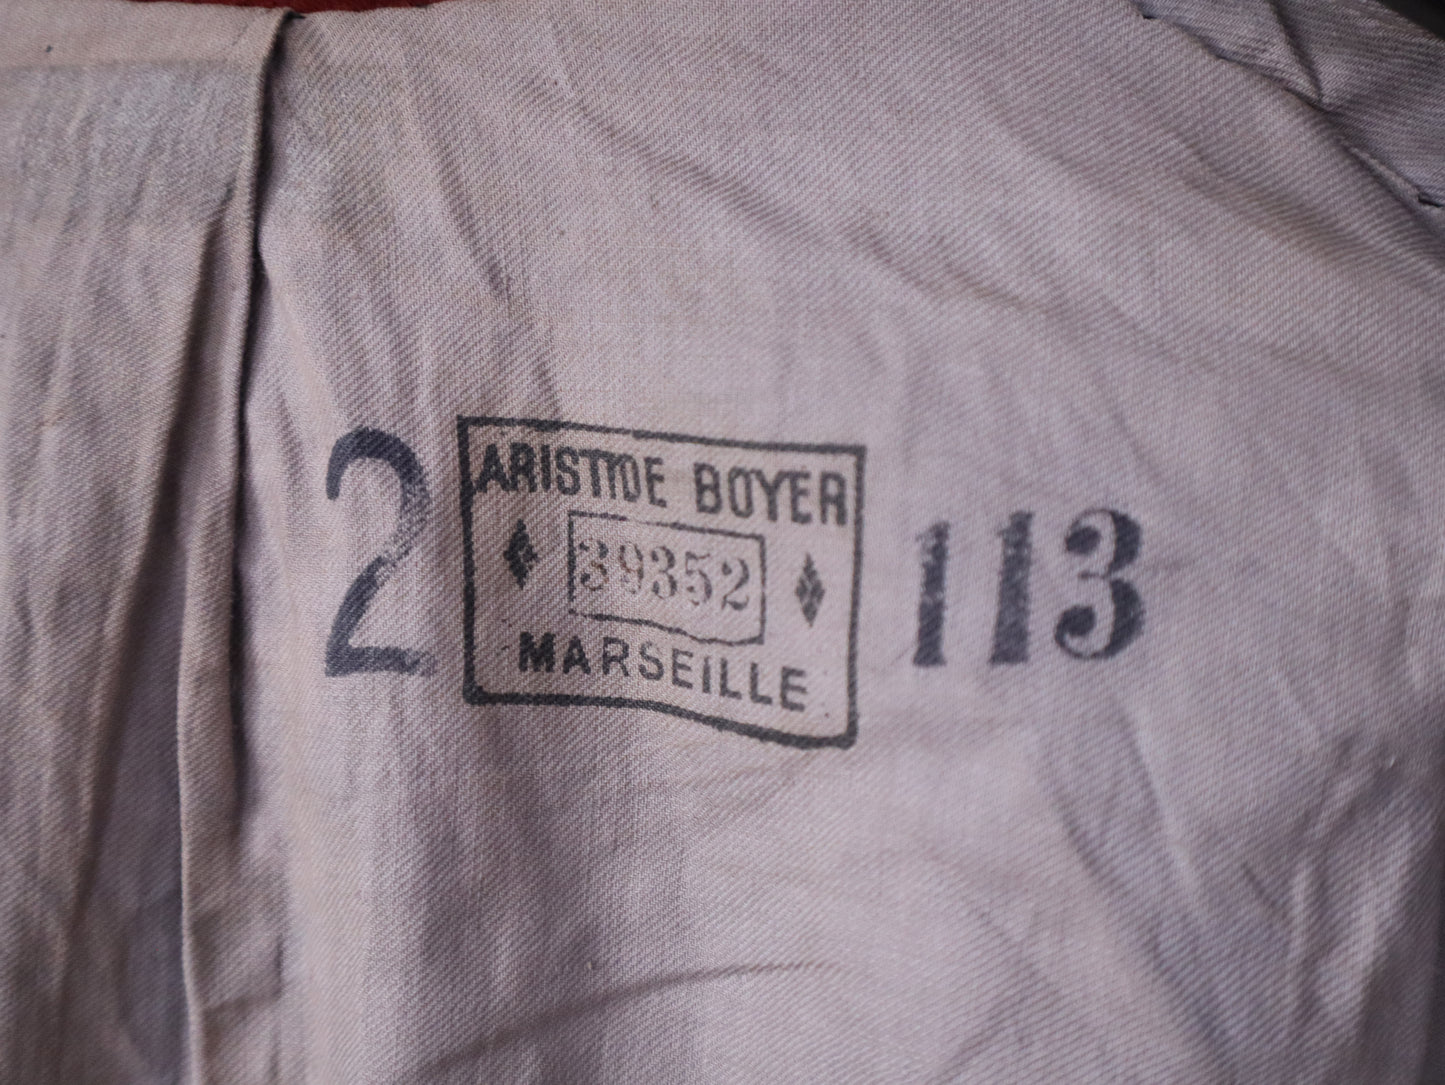 2
ARISTIDE BOYER
39352
MARSEILLE
113